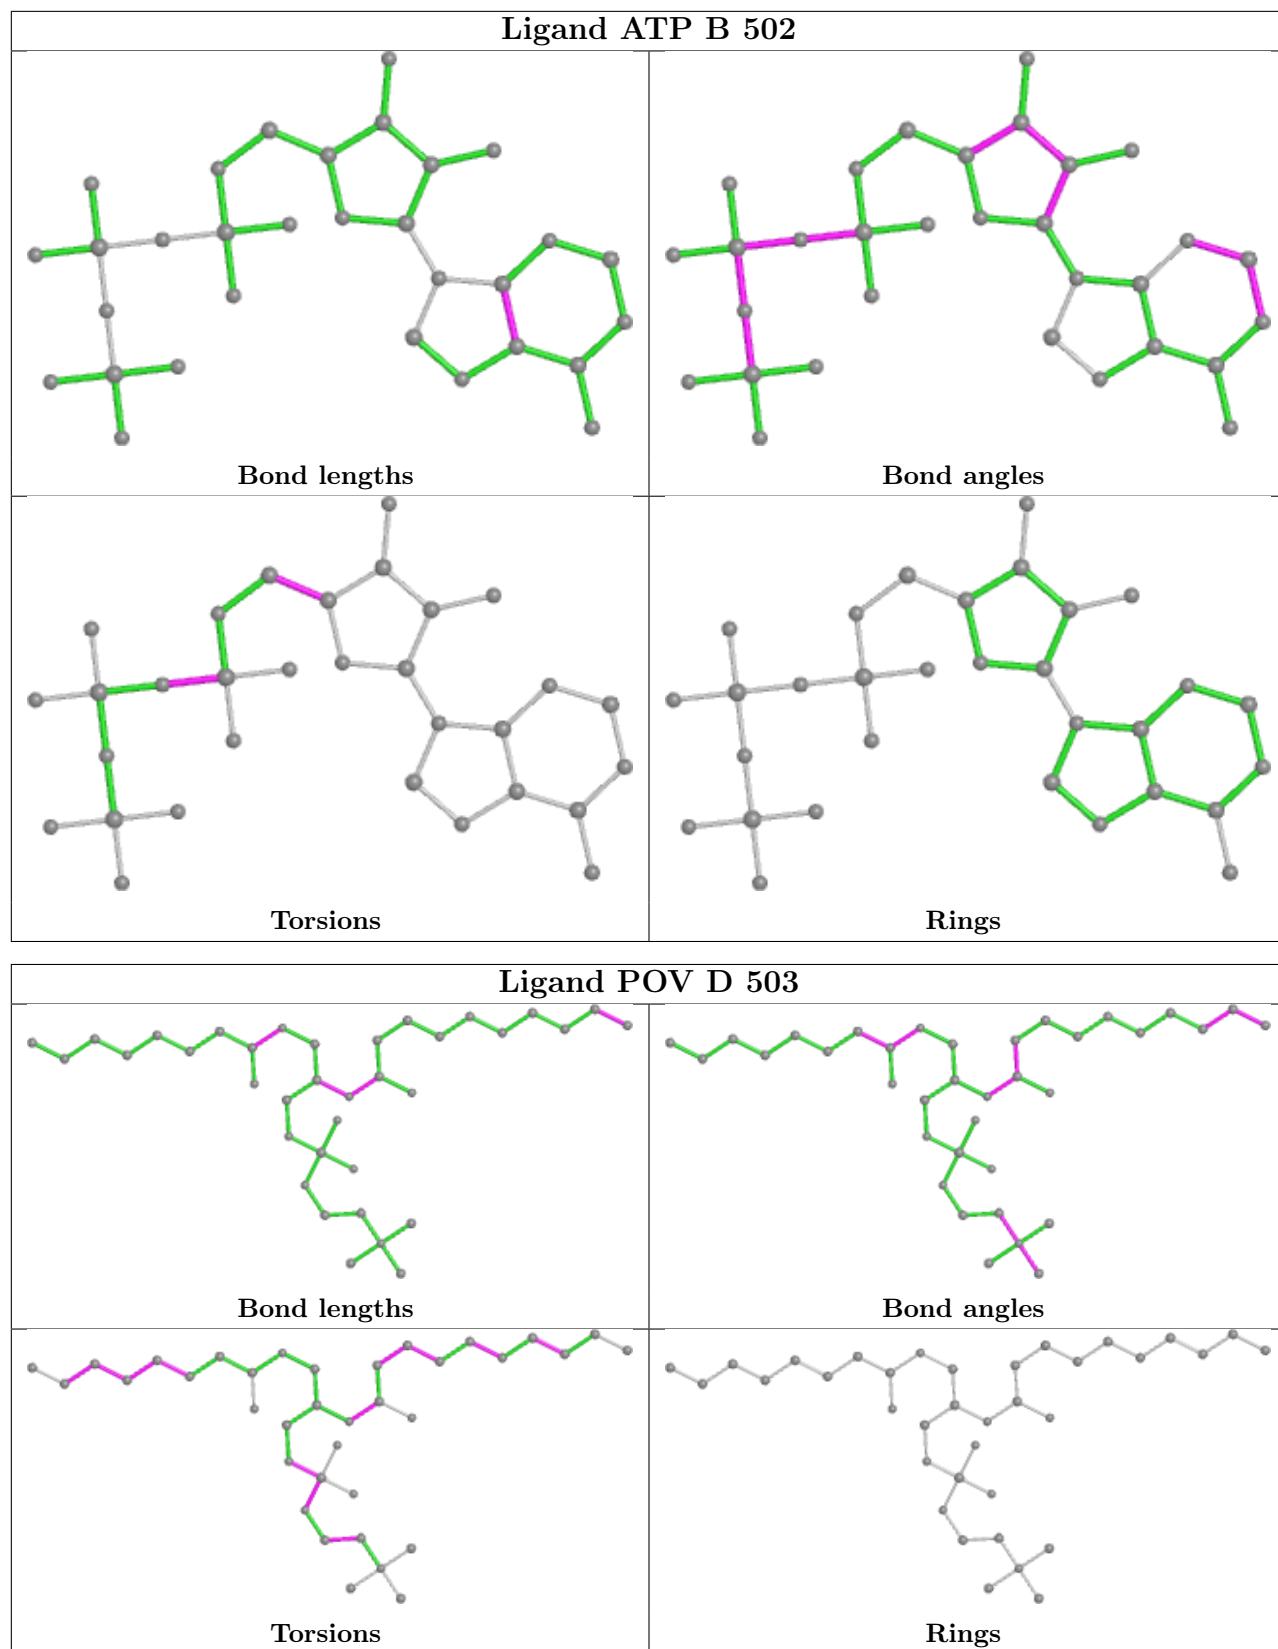 Ligand ATP B 502
Bond lengths
Bond angles
Torsions
Rings
Ligand POV D 503
Bond lengths
Bond angles
Torsions
Rings